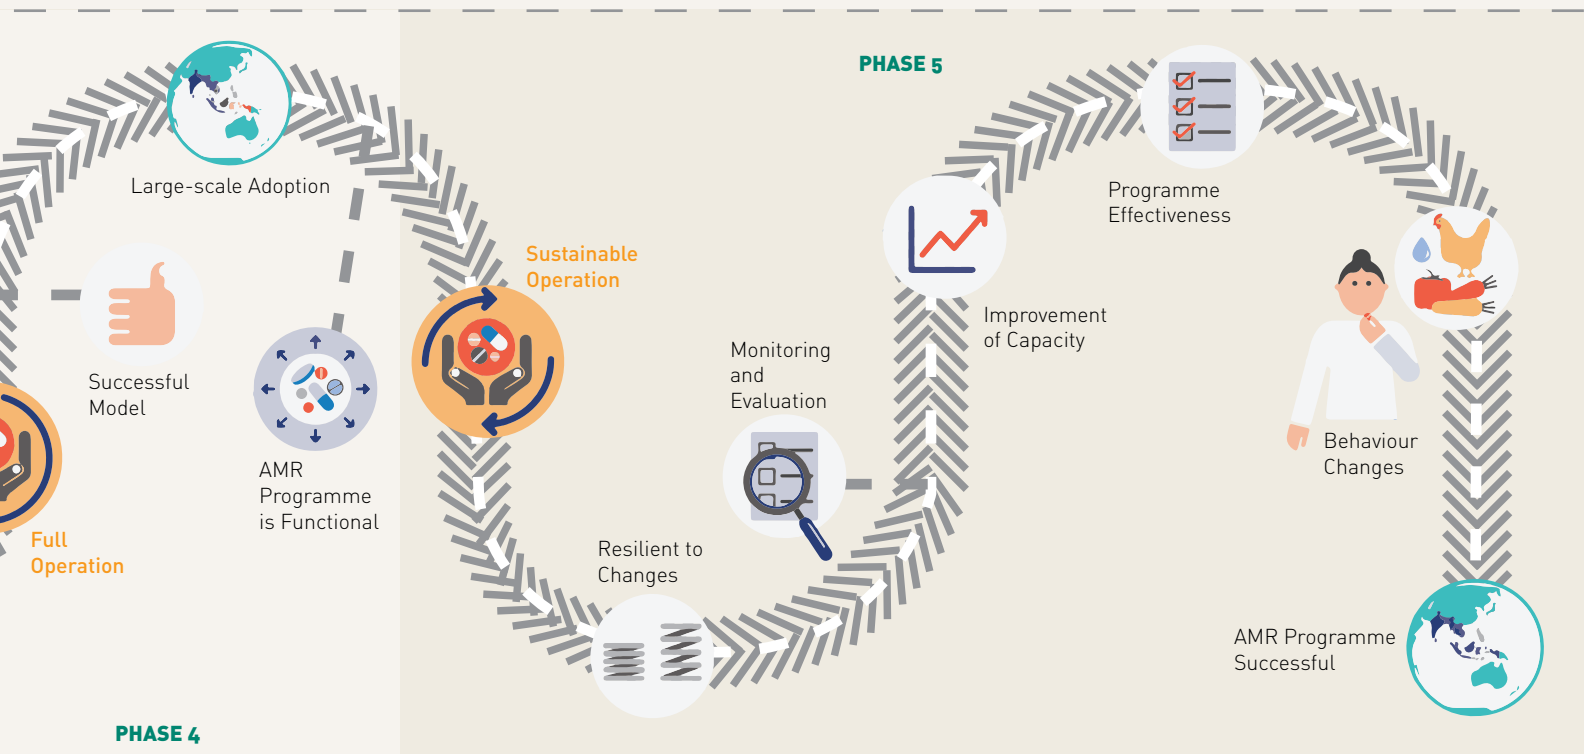 Large-scale Adoption
Successful
Model
AMR
Programme
is Functional
Full
Operation
PHASE 4
PHASE 5
Sustainable
Operation
Resilient to
Changes
Monitoring
and
Evaluation
Improvement
of Capacity
Programme
Effectiveness
Behaviour
Changes
AMR Programme
Successful